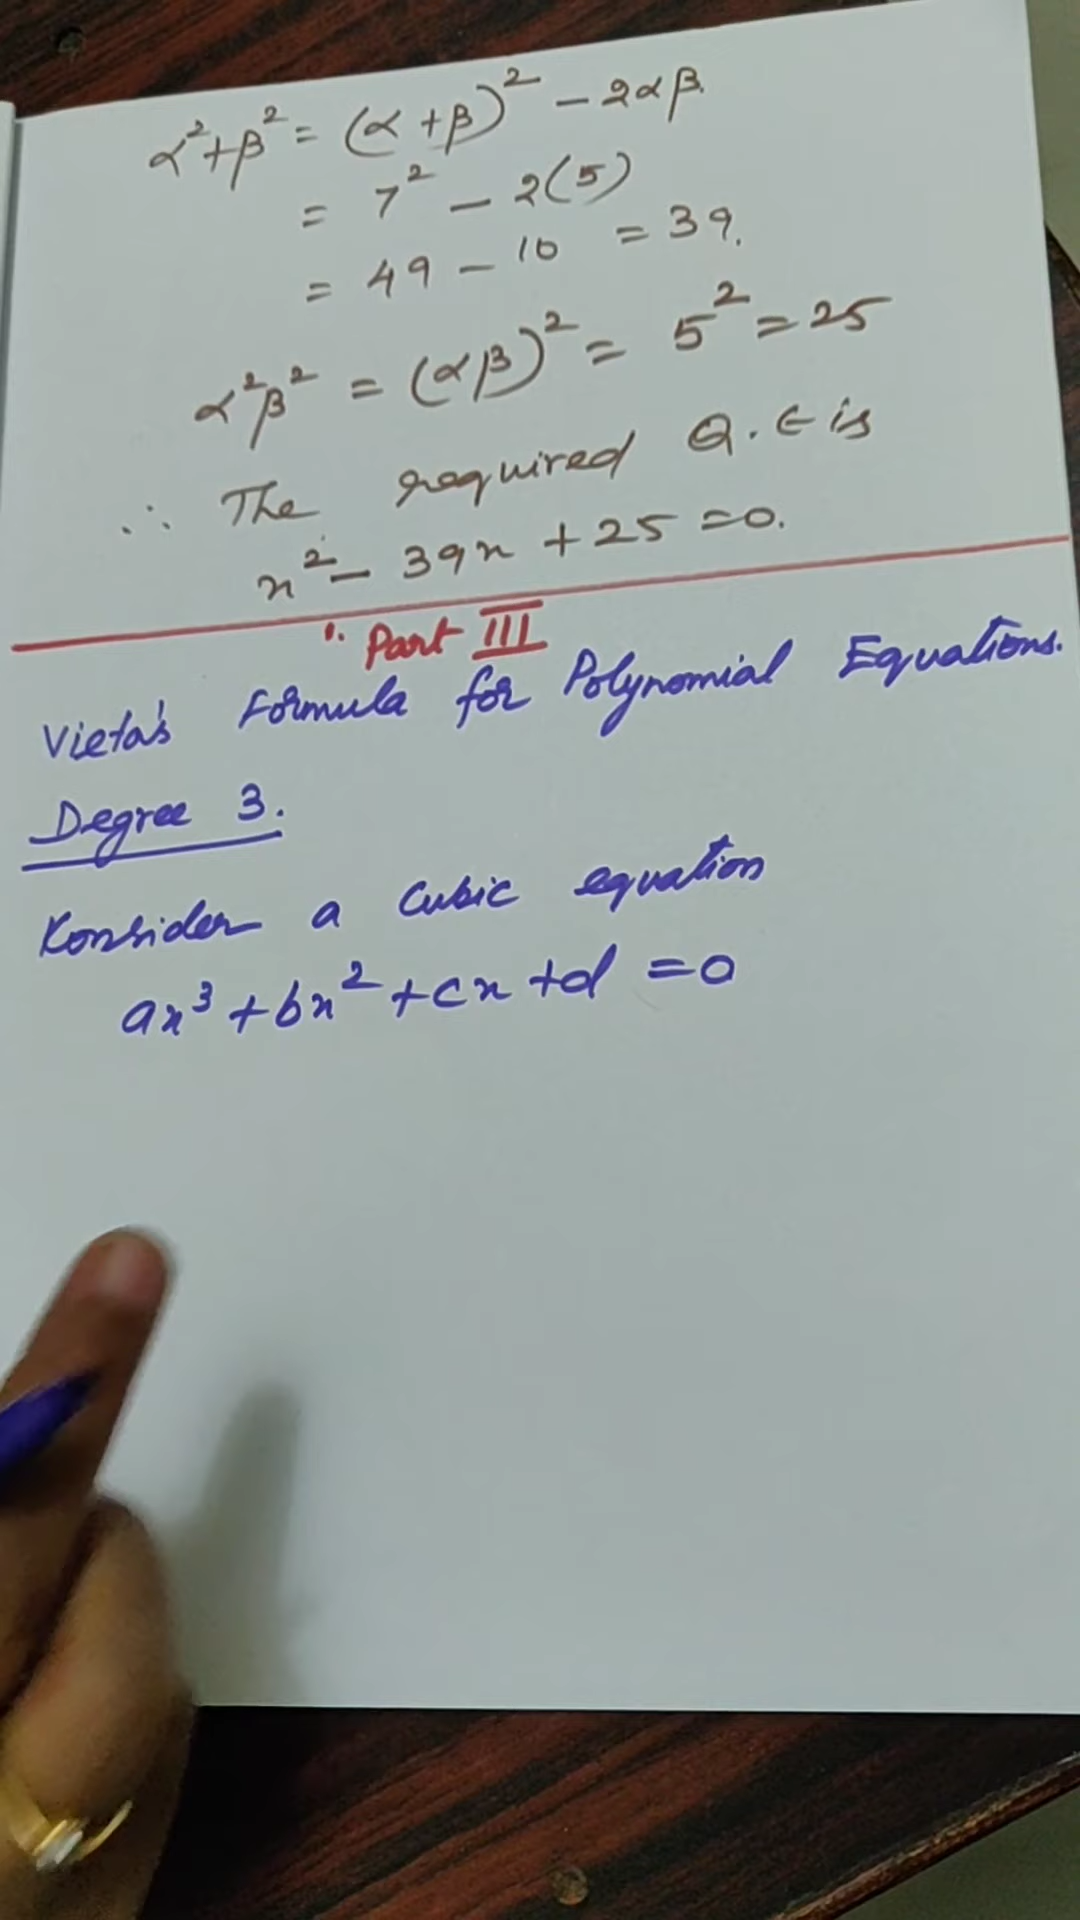 α²+β² = (α+β)² - 2αβ.
= 7² - 2(5)
= 49 - 10 = 39.
α²β² = (αβ)² = 5² = 25
∴ The required Q.E is
x² - 39x + 25 = 0.
1. Part III
Vieta's Formula for Polynomial Equations.
Degree 3.
Consider a Cubic equation
ax³ + bx² + cx + d = 0